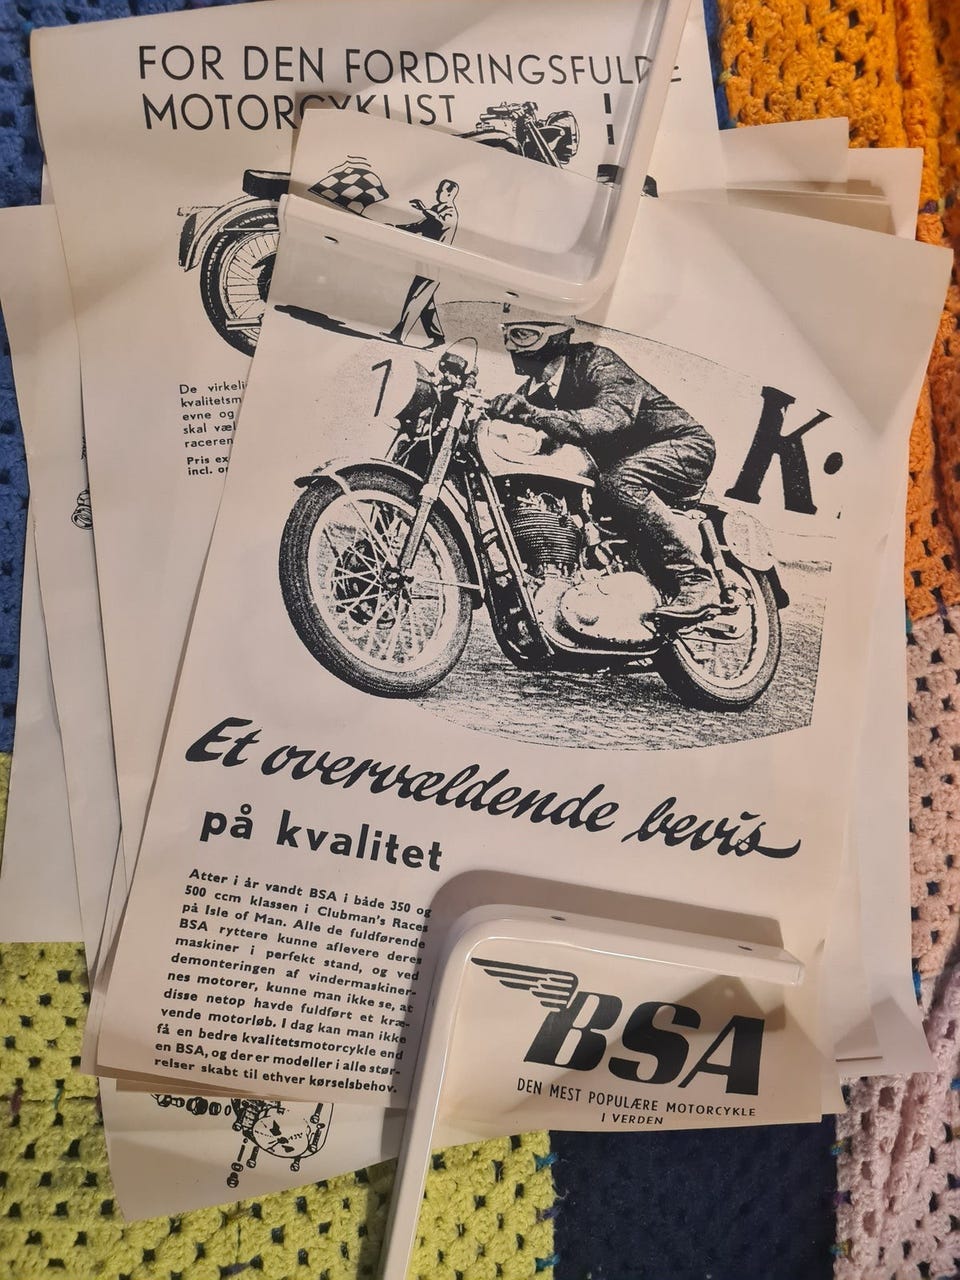 FOR DEN FORDRINGSFULDE
MOTORCYKLIST
De virkeli
kvalitetsm
evne og
skal væl
raceren
Pris ex
incl. o
1
K.
Et overvældende bevis
på kvalitet
Atter i år vandt BSA i både 350 og
500 ccm klassen i Clubman's Races
på Isle of Man. Alle de fuldførende
BSA ryttere kunne aflevere deres
maskiner i perfekt stand, og ved
demonteringen af vindermaskiner-
nes motorer, kunne man ikke se, at
disse netop havde fuldført et kræ-
vende motorløb. I dag kan man ikke
få en bedre kvalitetsmotorcykle end
en BSA, og der er modeller i alle stør-
relser skabt til ethver kørselsbehov.
BSA
DEN MEST POPULÆRE MOTORCYKLE
I VERDEN